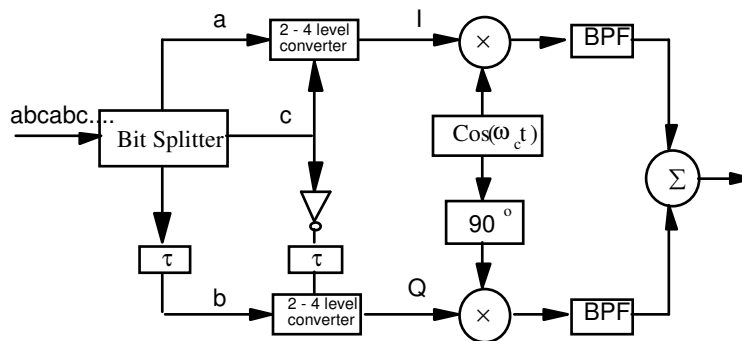 a
2 - 4 level
converter
I
×
BPF
abcabc....
Bit Splitter
c
Cos(ω_c t)
Σ
90 °
τ
τ
b
2 - 4 level
converter
Q
×
BPF